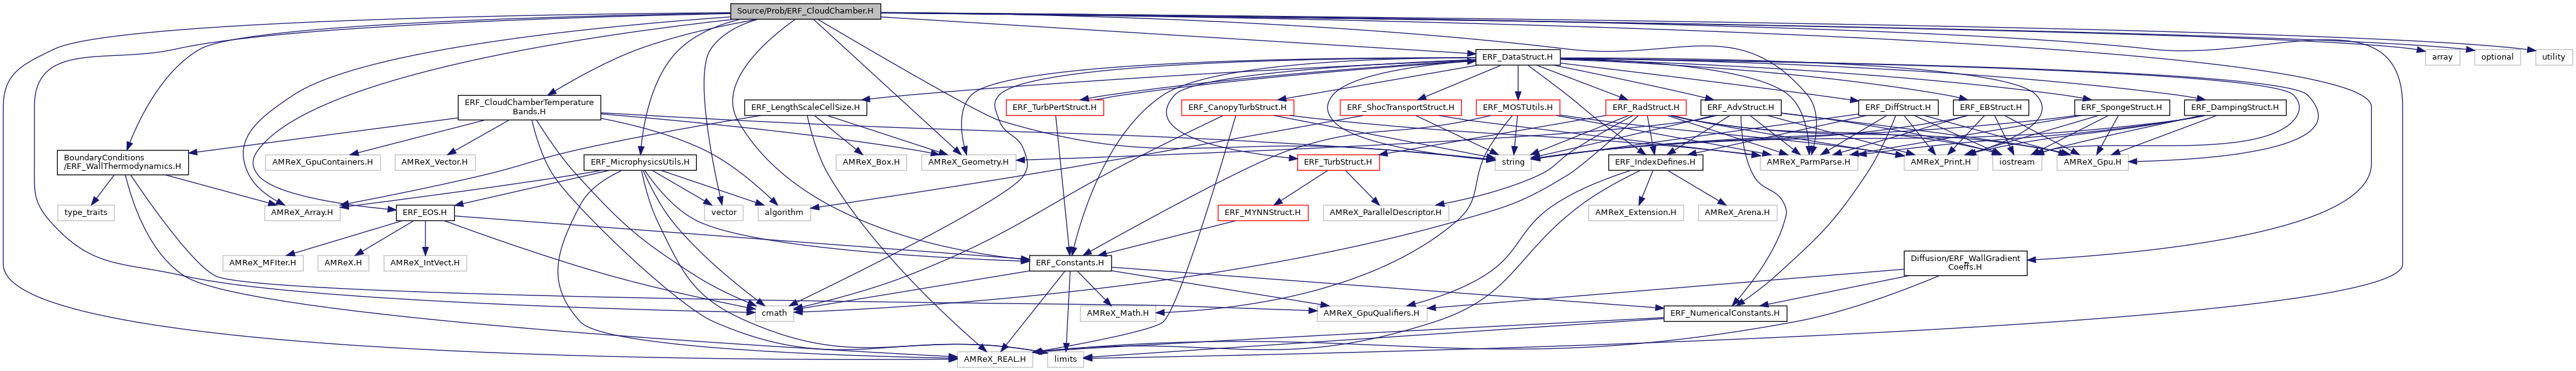 Source/Prob/ERF_CloudChamber.H
ERF_DataStruct.H
array
optional
utility
ERF_CloudChamberTemperature
Bands.H
ERF_LengthScaleCellSize.H
ERF_TurbPertStruct.H
ERF_CanopyTurbStruct.H
ERF_ShocTransportStruct.H
ERF_MOSTUtils.H
ERF_RadStruct.H
ERF_AdvStruct.H
ERF_DiffStruct.H
ERF_EBStruct.H
ERF_SpongeStruct.H
ERF_DampingStruct.H
BoundaryConditions
/ERF_WallThermodynamics.H
AMReX_GpuContainers.H
AMReX_Vector.H
ERF_MicrophysicsUtils.H
AMReX_Box.H
AMReX_Geometry.H
ERF_TurbStruct.H
string
ERF_IndexDefines.H
AMReX_ParmParse.H
AMReX_Print.H
iostream
AMReX_Gpu.H
type_traits
AMReX_Array.H
ERF_EOS.H
vector
algorithm
ERF_MYNNStruct.H
AMReX_ParallelDescriptor.H
AMReX_Extension.H
AMReX_Arena.H
AMReX_MFIter.H
AMReX.H
AMReX_IntVect.H
ERF_Constants.H
Diffusion/ERF_WallGradient
Coeffs.H
cmath
AMReX_Math.H
AMReX_GpuQualifiers.H
ERF_NumericalConstants.H
AMReX_REAL.H
limits